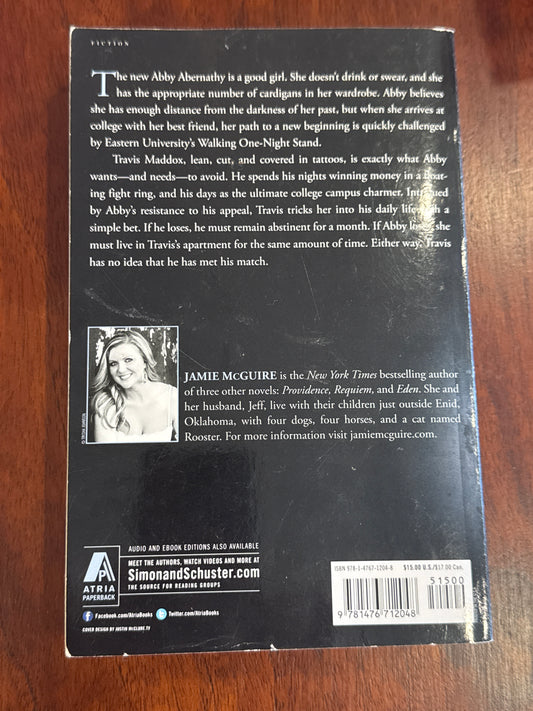 FICTION
The new Abby Abernathy is a good girl. She doesn't drink or swear, and she
has the appropriate number of cardigans in her wardrobe. Abby believes
she has enough distance from the darkness of her past, but when she arrives at
college with her best friend, her path to a new beginning is quickly challenged
by Eastern University's Walking One-Night Stand.
Travis Maddox, lean, cut, and covered in tattoos, is exactly what Abby
wants—and needs—to avoid. He spends his nights winning money in a
ing fight ring, and his days as the ultimate college campus charmer.
by Abby's resistance to his appeal, Travis tricks her into his daily life a
simple bet. If he loses, he must remain abstinent for a month. If Abby she
must live in Travis's apartment for the same amount of time. Either way, Travis
has no idea that he has met his match.
JAMIE McGUIRE is the New York Times bestselling author
of three other novels: Providence, Requiem, and Eden. She and
her husband, Jeff, live with their children just outside Enid,
Oklahoma, with four dogs, four horses, and a cat named
Rooster. For more information visit jamiemcguire.com.
AUDIO AND EBOOK EDITIONS ALSO AVAILABLE
MEET THE AUTHORS, WATCH VIDEOS AND MORE AT
SimonandSchuster.com
THE SOURCE FOR READING GROUPS
AP
ATRIA
PAPERBACK
Facebook.com/AtriaBooks Twitter.com/AtriaBooks
COVER DESIGN BY JUSTIN McCLURE.TV
ISBN 978-1-4767-1204-8 $15.00 U.S./$17.00 Can.
51500
9 781476 712048